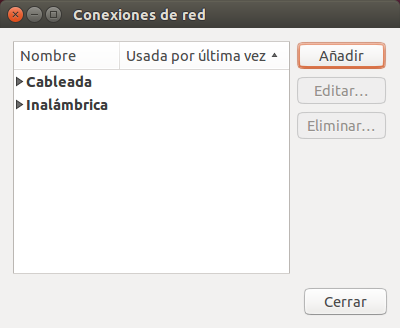 Conexiones de red
Nombre Usada por última vez
Añadir
Cableada
Editar...
Inalámbrica
Eliminar...
Cerrar